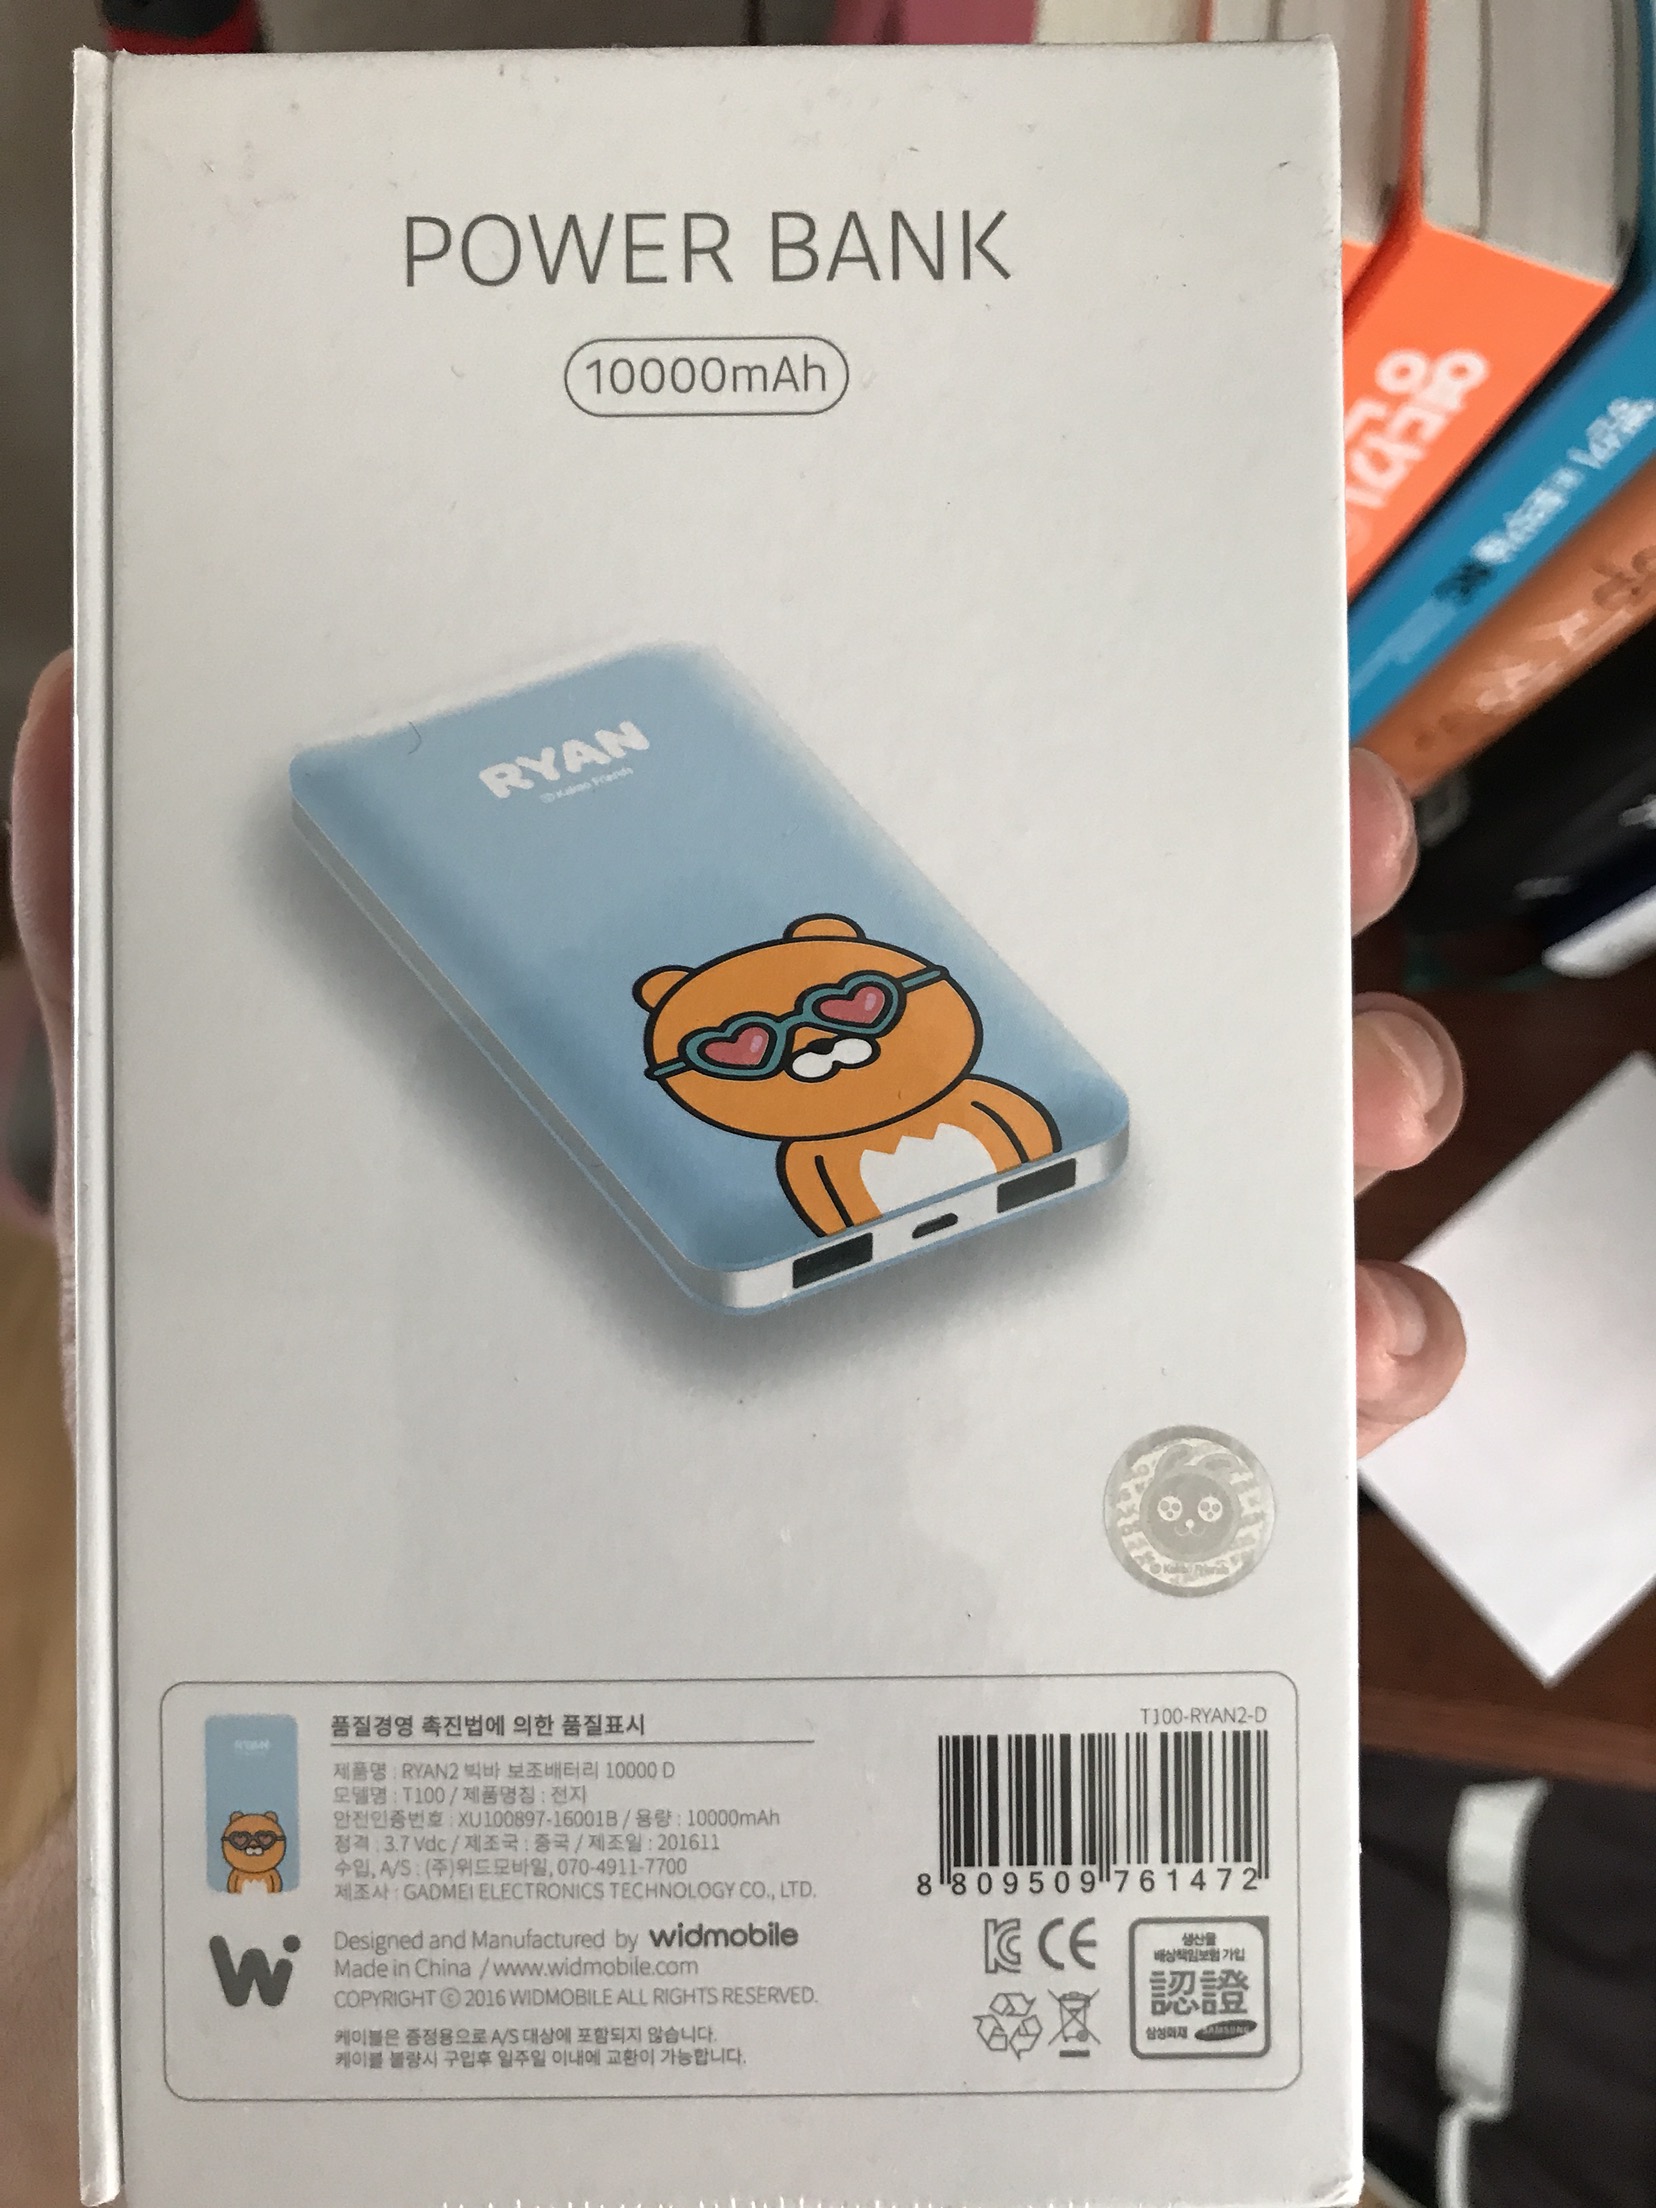 POWER BANK
10000mAh
RYAN
Kakao Friends
품질경영 촉진법에 의한 품질표시
제품명 : RYAN2 빅바 보조배터리 10000 D
모델명 : T100 / 제품명칭 : 전지
안전인증번호 : XU100897-16001B / 용량 : 10000mAh
정격 : 3.7 Vdc / 제조국 : 중국 / 제조일 : 201611
수입, A/S : (주)위드모바일, 070-4911-7700
제조사 : GADMEI ELECTRONICS TECHNOLOGY CO., LTD.
Designed and Manufactured by widmobile
Made in China / www.widmobile.com
COPYRIGHT ⓒ 2016 WIDMOBILE ALL RIGHTS RESERVED.
케이블은 증정용으로 A/S 대상에 포함되지 않습니다.
케이블 불량시 구입후 일주일 이내에 교환이 가능합니다.
Wi
T100-RYAN2-D
8 809509 761472
KC CE
생산물
배상책임보험 가입
認證
삼성화재 SAMSUNG
Kakao Friends
RYAN